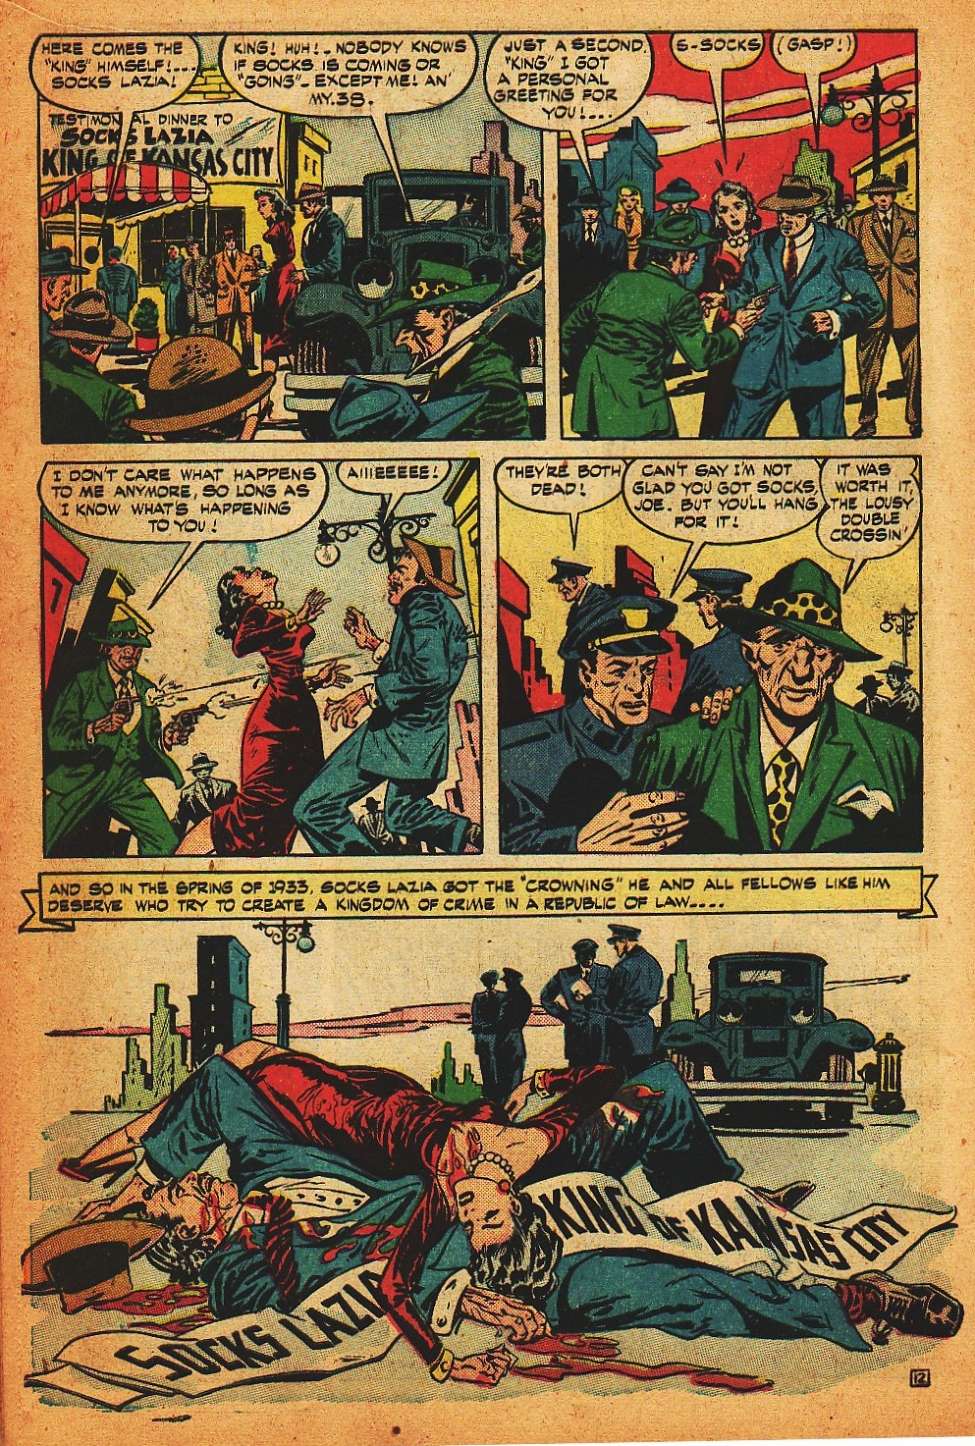 HERE COMES THE
"KING" HIMSELF!...
SOCKS LAZIA!
KING! HUH!.. NOBODY KNOWS
IF SOCKS IS COMING OR
"GOING".. EXCEPT ME! AN'
MY .38.
TESTIMON AL DINNER TO
SOCKS LAZIA
KING OF KANSAS CITY
JUST A SECOND,
"KING" I GOT
A PERSONAL
GREETING FOR
YOU!...
S-SOCKS
(GASP!)
I DON'T CARE WHAT HAPPENS
TO ME ANYMORE, SO LONG AS
I KNOW WHAT'S HAPPENING
TO YOU!
AIIIEEEEE!
THEY'RE BOTH
DEAD!
CAN'T SAY I'M NOT
GLAD YOU GOT SOCKS,
JOE. BUT YOU'LL HANG
FOR IT!
IT WAS
WORTH IT,
THE LOUSY
DOUBLE
CROSSIN'
AND SO IN THE SPRING OF 1933, SOCKS LAZIA GOT THE "CROWNING" HE AND ALL FELLOWS LIKE HIM
DESERVE WHO TRY TO CREATE A KINGDOM OF CRIME IN A REPUBLIC OF LAW....
KING OF KANSAS CITY
SOCKS LAZIA
12